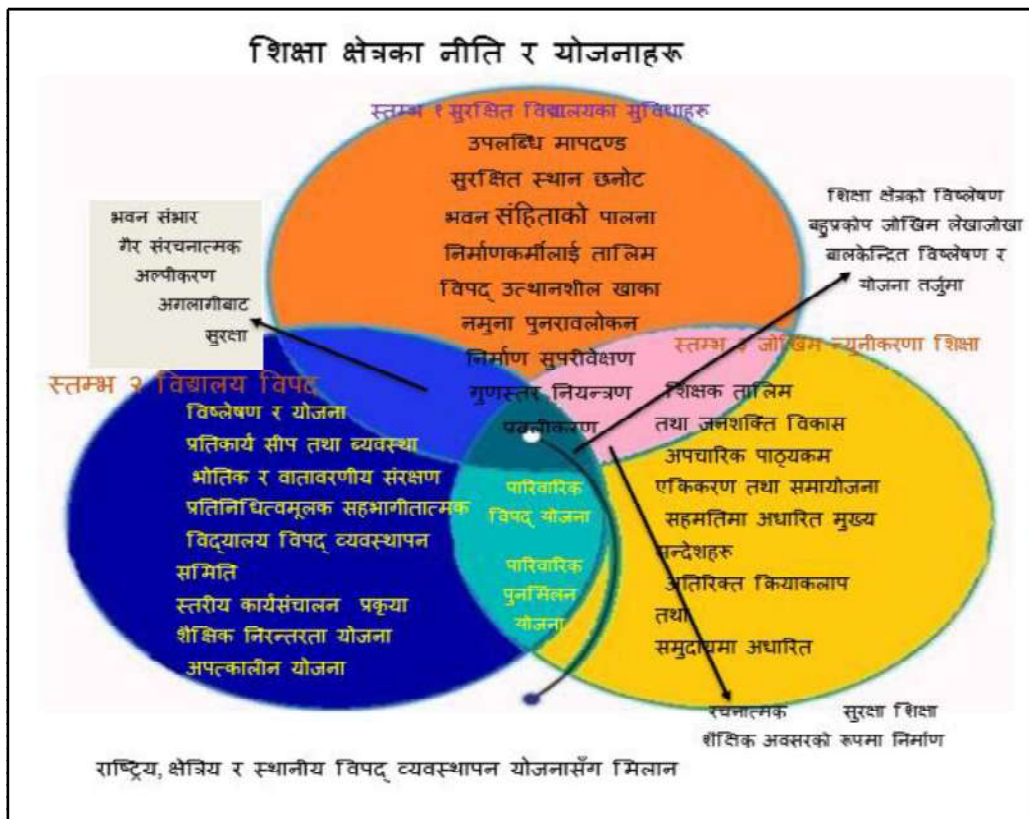 शिक्षा क्षेत्रका नीति र योजनाहरू
स्तम्भ १ सुरक्षित विद्यालयका सुविधाहरु
उपलब्धि मापदण्ड
सुरक्षित स्थान छनोट
भवन संहिताको पालना
निर्माणकर्मीलाई तालिम
विपद् उत्थानशील खाका
नमुना पुनरावलोकन
निर्माण सुपरीवेक्षण
गुणस्तर नियन्त्रण
भवन संभार
गैर संरचनात्मक
अल्पीकरण
अगलागीबाट
सुरक्षा
शिक्षा क्षेत्रको विष्लेषण
बहुप्रकोप जोखिम लेखाजोखा
बालकेन्द्रित विष्लेषण र
योजना तर्जुमा
स्तम्भ २ विद्यालय विपद्
विष्लेषण र योजना
प्रतिकार्य सीप तथा ब्यवस्था
भोतिक र वातावरणीय संरक्षण
प्रतिनिधित्वमूलक सहभागीतात्मक
विद्यालय विपद् व्यवस्थापन
समिति
स्तरीय कार्यसंचालन प्रकृया
शैक्षिक निरन्तरता योजना
अपत्कालीन योजना
पारिवारिक
विपद् योजना
पारिवारिक
पुनर्मिलन
योजना
स्तम्भ जोखिम न्युनीकरणा शिक्षा
शिक्षक तालिम
तथा जनशक्ति विकास
अपचारिक पाठ्यक्रम
एकिकरण तथा समायोजना
सहमतिमा अधारित मुख्य
सन्देशहरू
अतिरिक्त क्रियाकलाप
तथा
समुदायमा अधारित
रचनात्मक सुरक्षा शिक्षा
शैक्षिक अवसरको रूपमा निर्माण
राष्ट्रिय, क्षेत्रिय र स्थानीय विपद् व्यवस्थापन योजनासँग मिलान